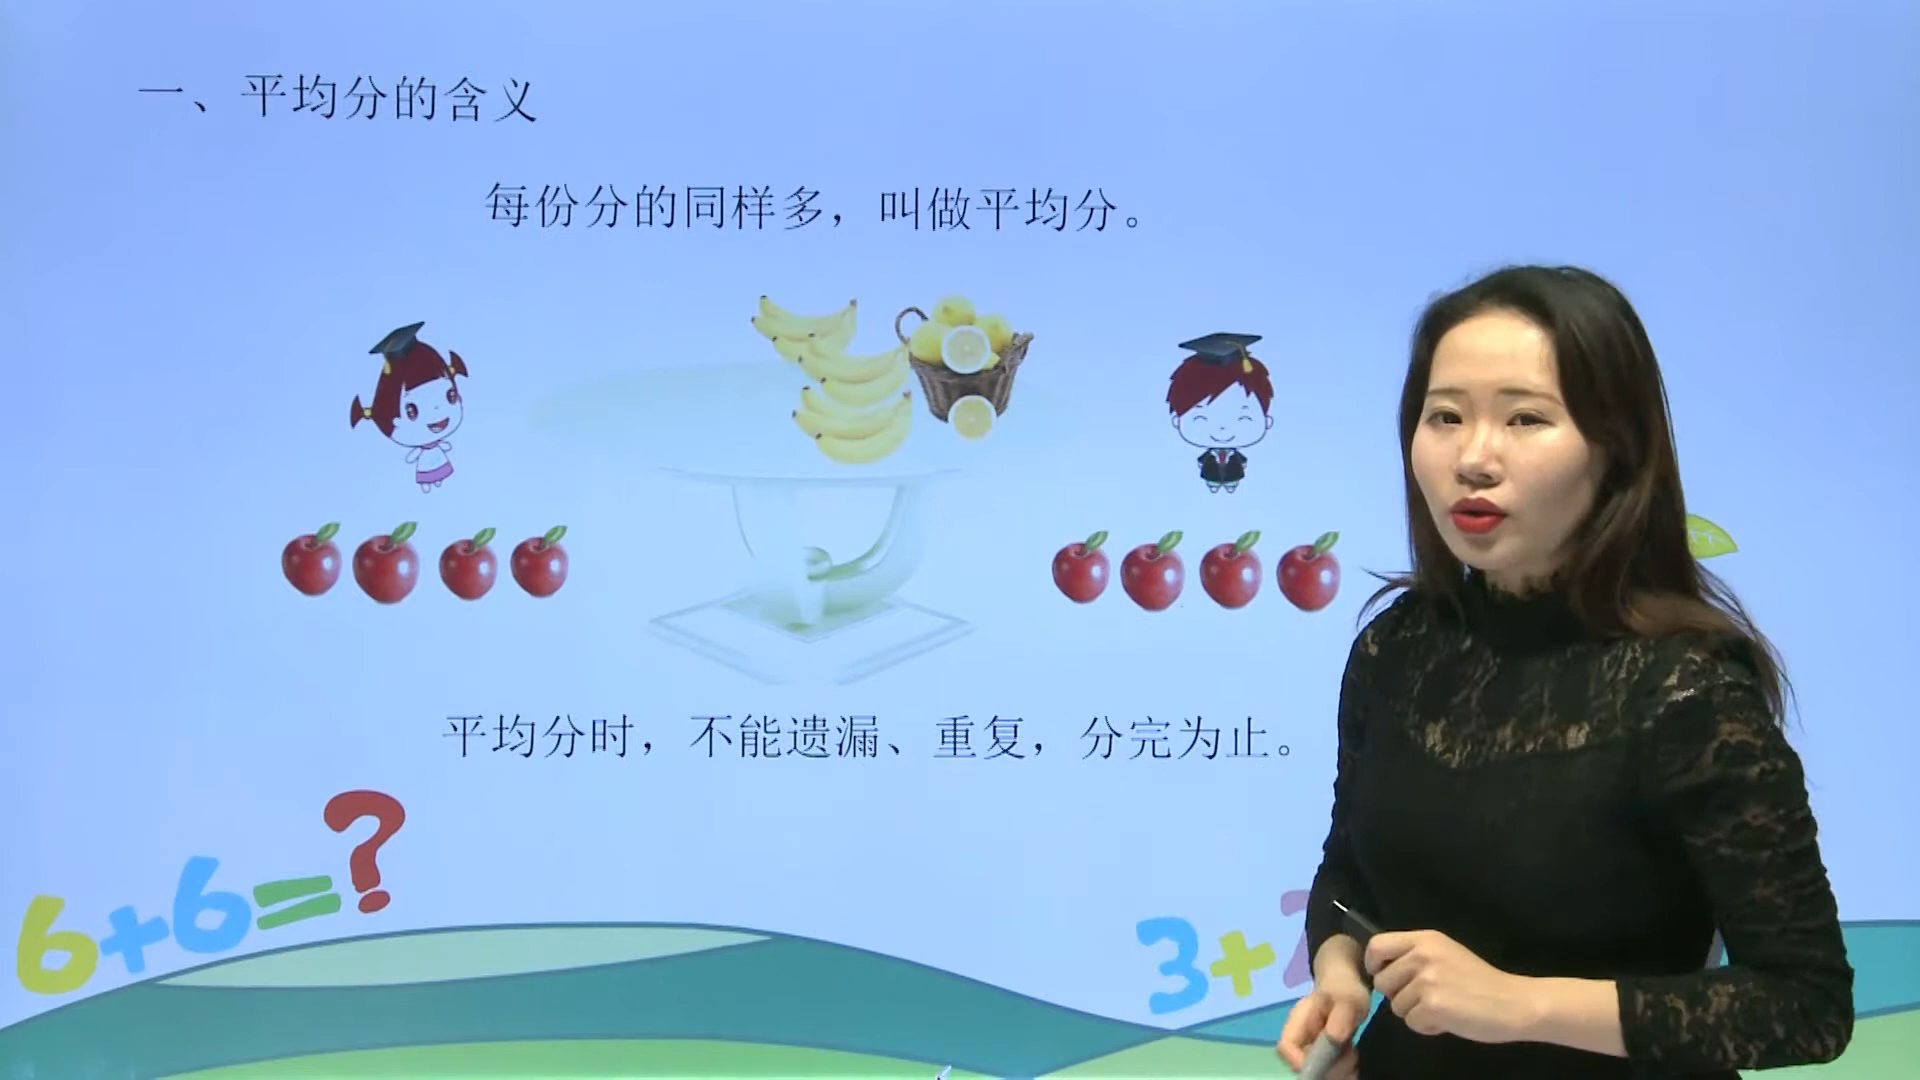 一、平均分的含义
每份分的同样多，叫做平均分。
平均分时，不能遗漏、重复，分完为止。
6+6=?
3+